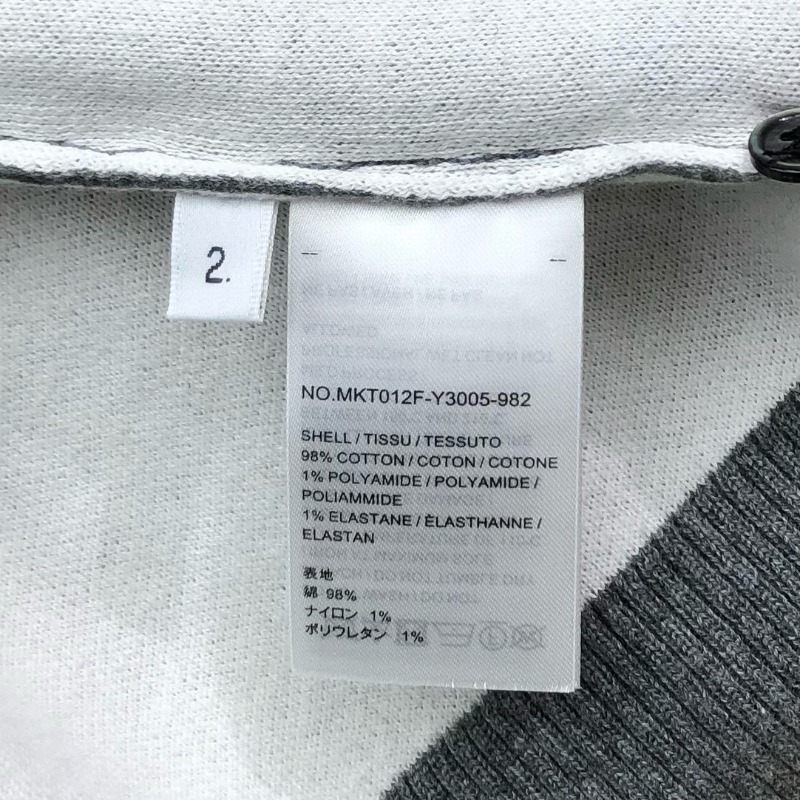 2.
NO.MKT012F-Y3005-982
SHELL / TISSU / TESSUTO
98% COTTON / COTON / COTONE
1% POLYAMIDE / POLYAMIDE /
POLIAMMIDE
1% ELASTANE / ÉLASTHANNE /
ELASTAN
表地
綿 98%
ナイロン 1%
ポリウレタン 1%